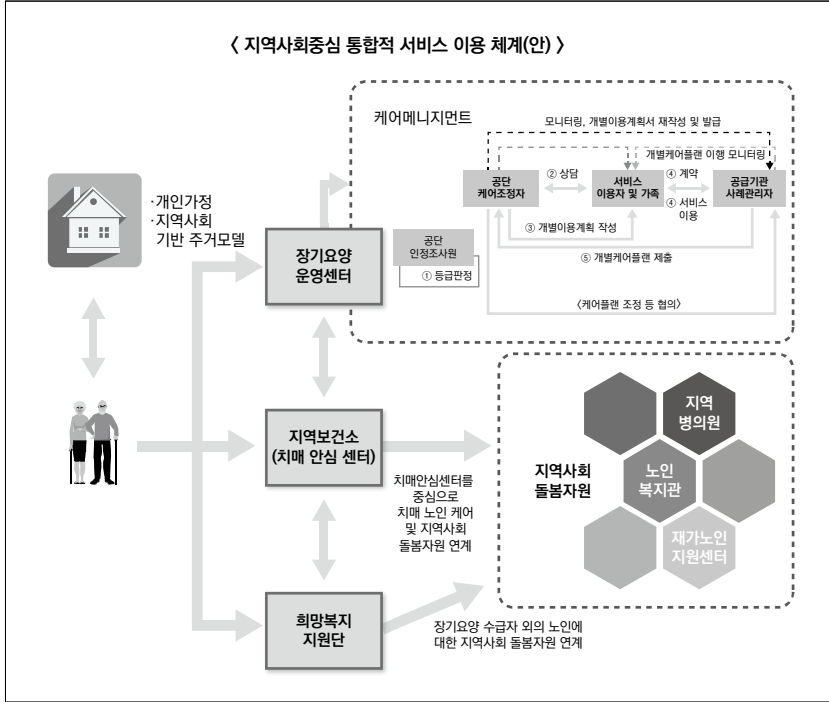 〈 지역사회중심 통합적 서비스 이용 체계(안) 〉
·개인가정
·지역사회
기반 주거모델
케어메니지먼트
모니터링, 개별이용계획서 재작성 및 발급
개별케어플랜 이행 모니터링
공단
케어조정자
② 상담
서비스
이용자 및 가족
④ 계약
④ 서비스
이용
공급기관
사례관리자
③ 개별이용계획 작성
⑤ 개별케어플랜 제출
공단
인정조사원
① 등급판정
〈케어플랜 조정 등 협의〉
장기요양
운영센터
지역보건소
(치매 안심 센터)
치매안심센터를
중심으로
치매 노인 케어
및 지역사회
돌봄자원 연계
지역사회
돌봄자원
지역
병의원
노인
복지관
재가노인
지원센터
희망복지
지원단
장기요양 수급자 외의 노인에
대한 지역사회 돌봄자원 연계